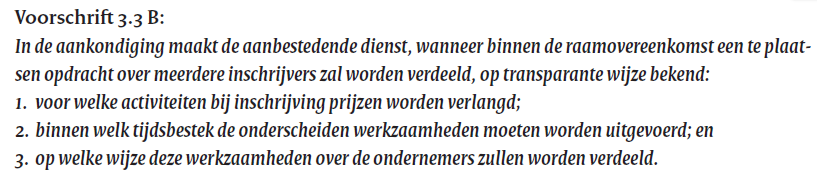 Voorschrift 3.3 B:
In de aankondiging maakt de aanbestedende dienst, wanneer binnen de raamovereenkomst een te plaat-
sen opdracht over meerdere inschrijvers zal worden verdeeld, op transparante wijze bekend:
1. voor welke activiteiten bij inschrijving prijzen worden verlangd;
2. binnen welk tijdsbestek de onderscheiden werkzaamheden moeten worden uitgevoerd; en
3. op welke wijze deze werkzaamheden over de ondernemers zullen worden verdeeld.